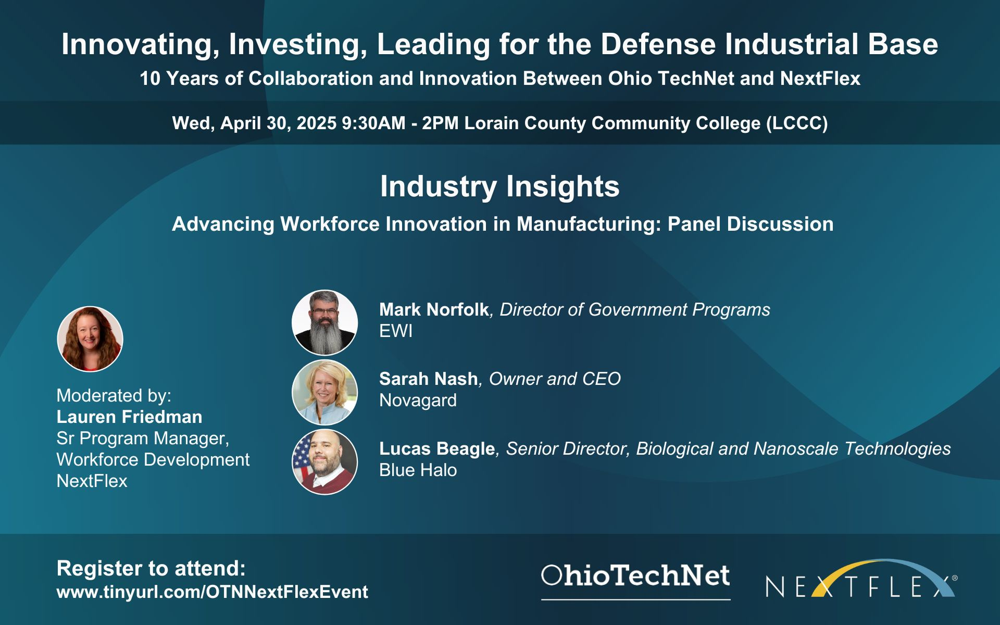 Innovating, Investing, Leading for the Defense Industrial Base
10 Years of Collaboration and Innovation Between Ohio TechNet and NextFlex
Wed, April 30, 2025 9:30AM - 2PM Lorain County Community College (LCCC)
Industry Insights
Advancing Workforce Innovation in Manufacturing: Panel Discussion
Moderated by:
Lauren Friedman
Sr Program Manager,
Workforce Development
NextFlex
Mark Norfolk, Director of Government Programs
EWI
Sarah Nash, Owner and CEO
Novagard
Lucas Beagle, Senior Director, Biological and Nanoscale Technologies
Blue Halo
Register to attend:
www.tinyurl.com/OTNNextFlexEvent
OhioTechNet
NEXTFLEX®